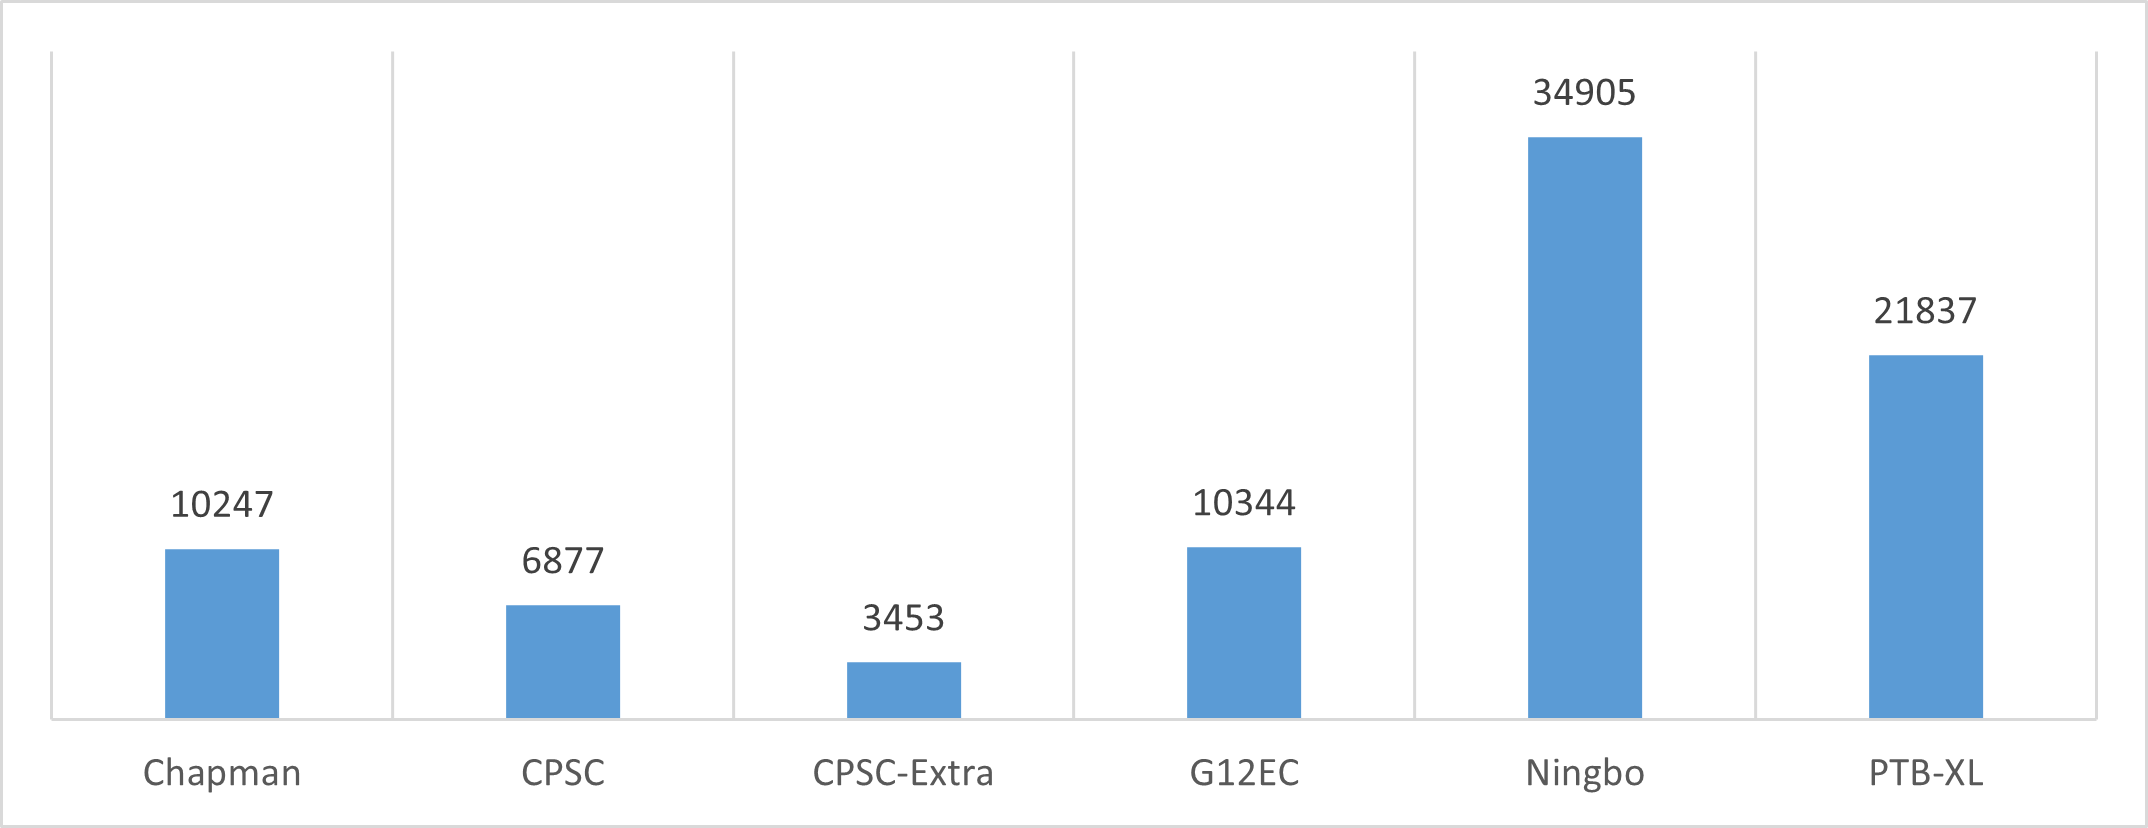 34905
21837
10247
10344
6877
3453
Chapman
CPSC
CPSC-Extra
G12EC
Ningbo
PTB-XL